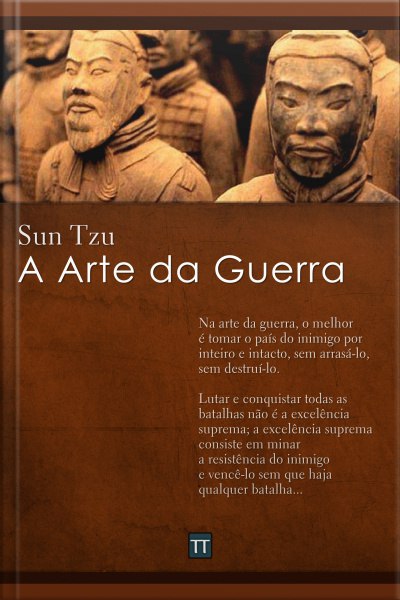 Sun Tzu
A Arte da Guerra
Na arte da guerra, o melhor
é tomar o país do inimigo por
inteiro e intacto, sem arrasá-lo,
sem destruí-lo.
Lutar e conquistar todas as
batalhas não é a excelência
suprema; a excelência suprema
consiste em minar
a resistência do inimigo
e vencê-lo sem que haja
qualquer batalha...
TT